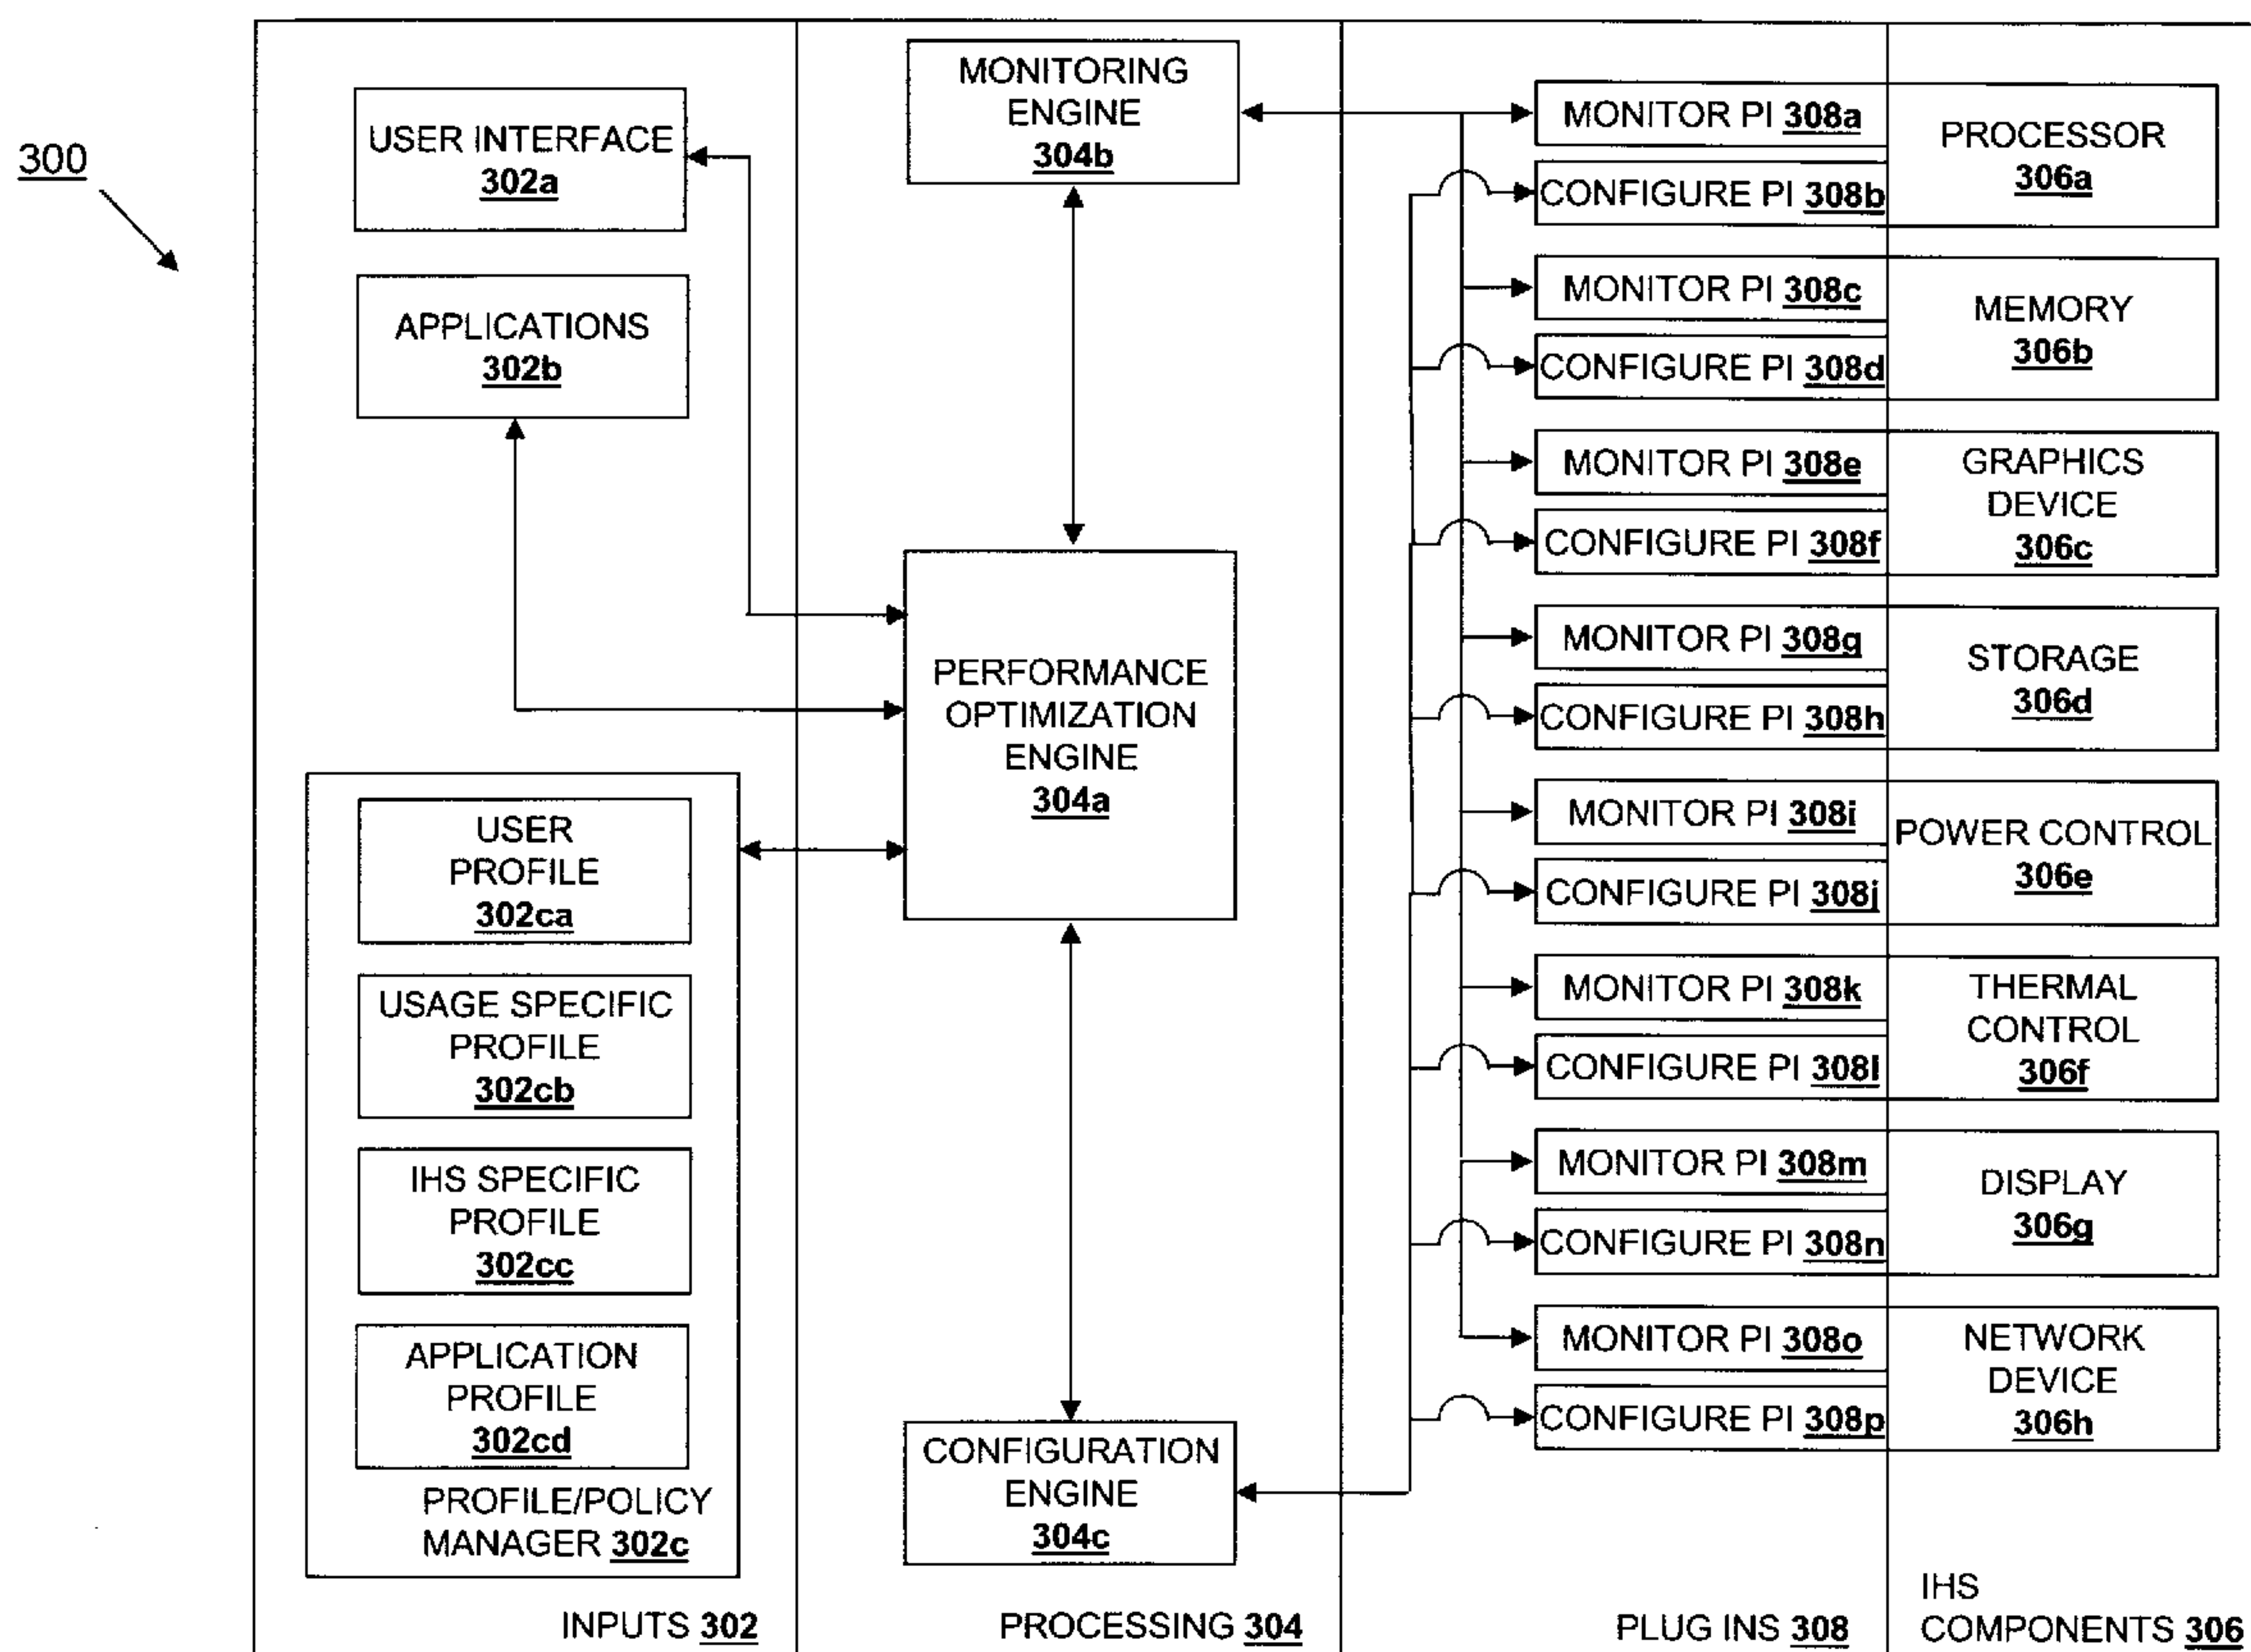 300
USER INTERFACE
302a
APPLICATIONS
302b
USER
PROFILE
302ca
USAGE SPECIFIC
PROFILE
302cb
IHS SPECIFIC
PROFILE
302cc
APPLICATION
PROFILE
302cd
PROFILE/POLICY
MANAGER 302c
INPUTS 302
MONITORING
ENGINE
304b
PERFORMANCE
OPTIMIZATION
ENGINE
304a
CONFIGURATION
ENGINE
304c
PROCESSING 304
MONITOR PI 308a
CONFIGURE PI 308b
MONITOR PI 308c
CONFIGURE PI 308d
MONITOR PI 308e
CONFIGURE PI 308f
MONITOR PI 308g
CONFIGURE PI 308h
MONITOR PI 308i
CONFIGURE PI 308j
MONITOR PI 308k
CONFIGURE PI 308l
MONITOR PI 308m
CONFIGURE PI 308n
MONITOR PI 308o
CONFIGURE PI 308p
PLUG INS 308
PROCESSOR
306a
MEMORY
306b
GRAPHICS
DEVICE
306c
STORAGE
306d
POWER CONTROL
306e
THERMAL
CONTROL
306f
DISPLAY
306g
NETWORK
DEVICE
306h
IHS
COMPONENTS 306